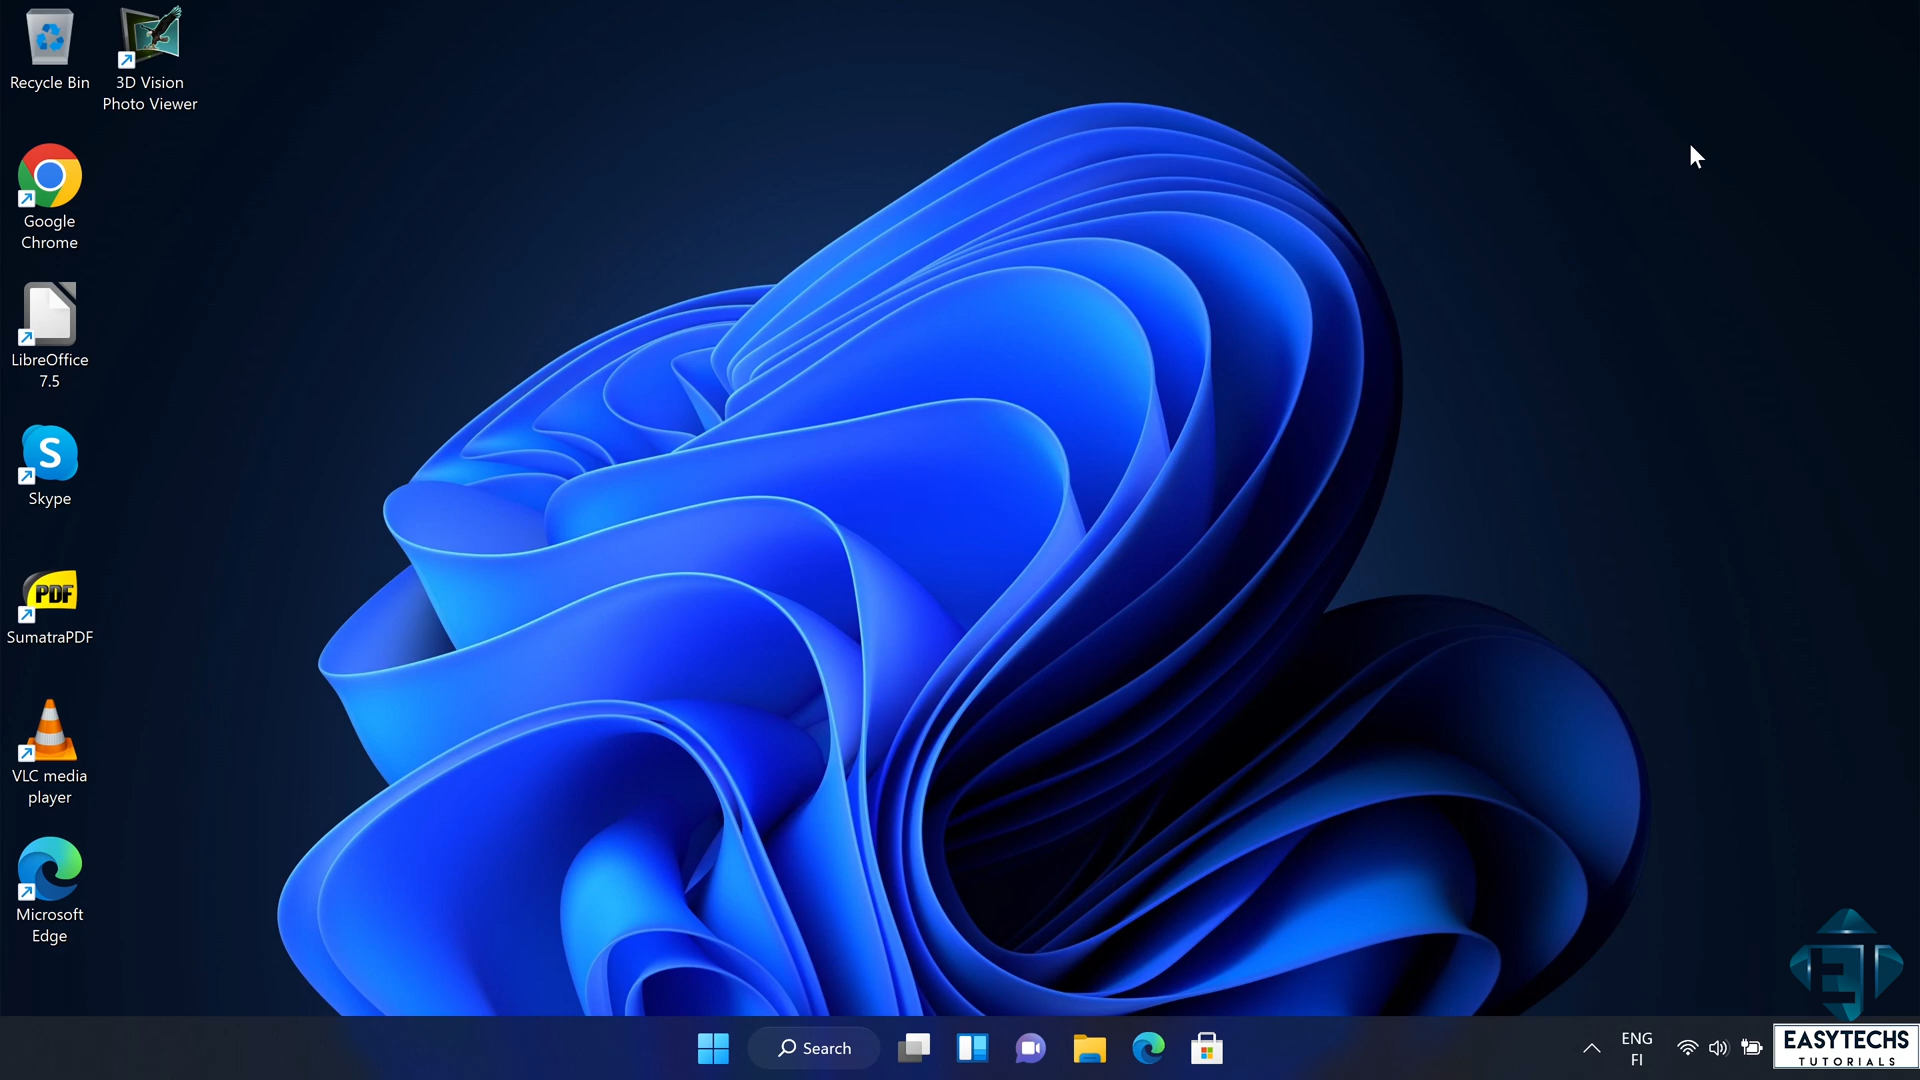 Recycle Bin
3D Vision
Photo Viewer
Google
Chrome
LibreOffice
7.5
S
Skype
PDF
SumatraPDF
VLC media
player
Microsoft
Edge
Search
ENG
FI
EASYTECHS
TUTORIALS